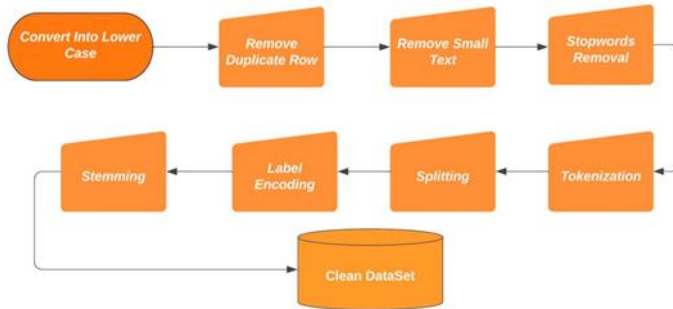 Convert Into Lower
Case
Remove
Duplicate Row
Remove Small
Text
Stopwords
Removal
Tokenization
Splitting
Label
Encoding
Stemming
Clean DataSet